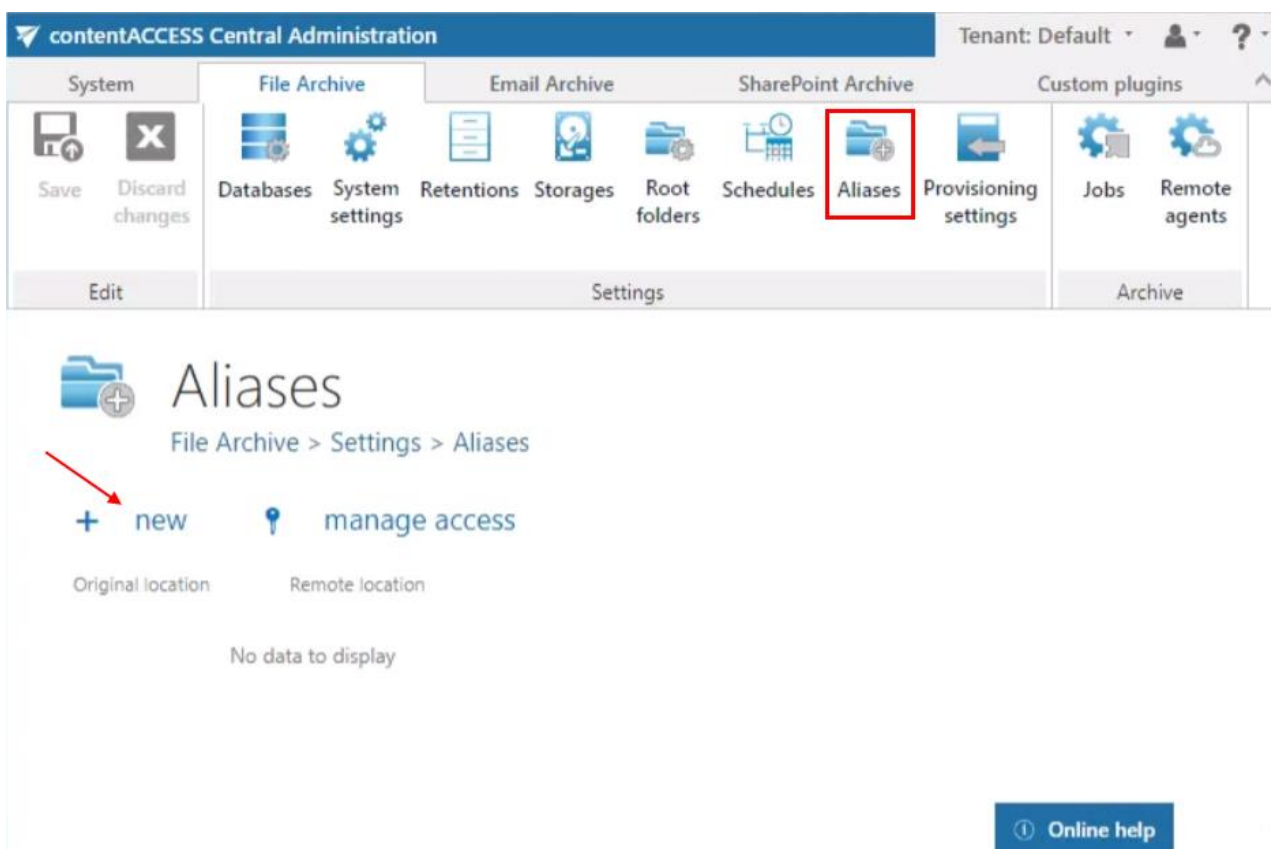 contentACCESS Central Administration Tenant: Default ?
System File Archive Email Archive SharePoint Archive Custom plugins
Save Discard changes Databases System settings Retentions Storages Root folders Schedules Aliases Provisioning settings Jobs Remote agents
Edit Settings Archive
Aliases
File Archive > Settings > Aliases
+ new manage access
Original location Remote location
No data to display
Online help